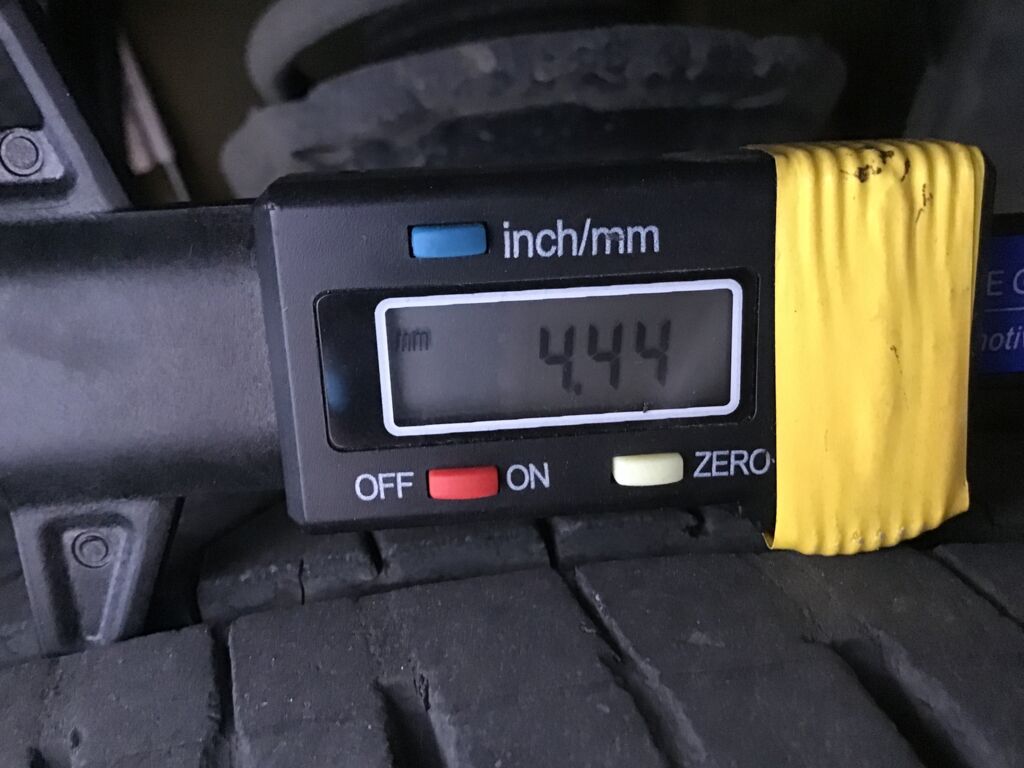 inch/mm
mm 4.44
OFF ON ZERO
E C